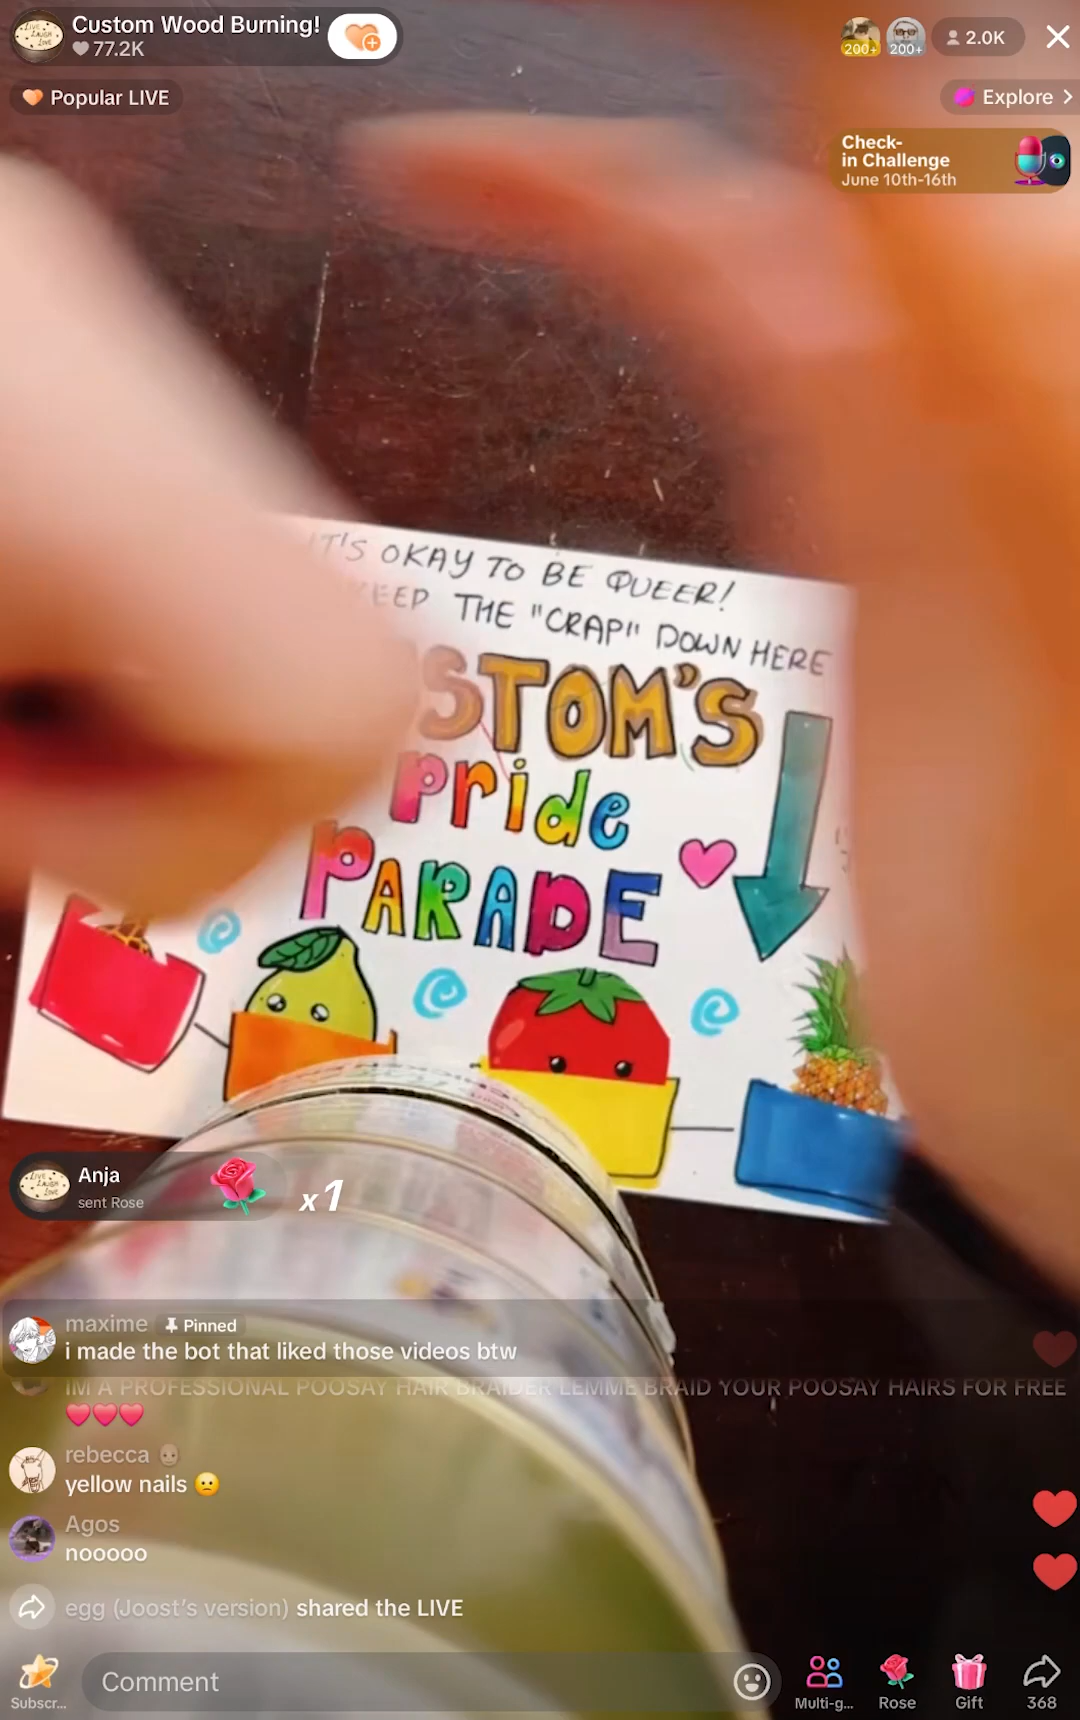 Custom Wood Burning!
77.2K
200+
200+
2.0K
Popular LIVE
Explore
Check-
in Challenge
June 10th-16th
T'S OKAY TO BE QUEER!
EEP THE "CRAP" DOWN HERE
STOM'S
Pride
PARADE
Anja
sent Rose
x1
maxime Pinned
i made the bot that liked those videos btw
IM A PROFESSIONAL POOSAY HAIR BRAIDER LEMME BRAID YOUR POOSAY HAIRS FOR FREE
rebecca
yellow nails
Agos
nooooo
egg (Joost's version) shared the LIVE
Subscr...
Comment
Multi-g...
Rose
Gift
368